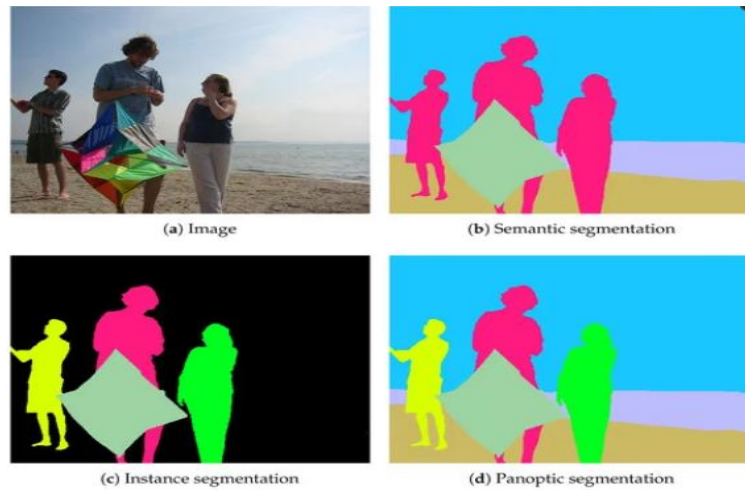 (a) Image
(b) Semantic segmentation
(c) Instance segmentation
(d) Panoptic segmentation